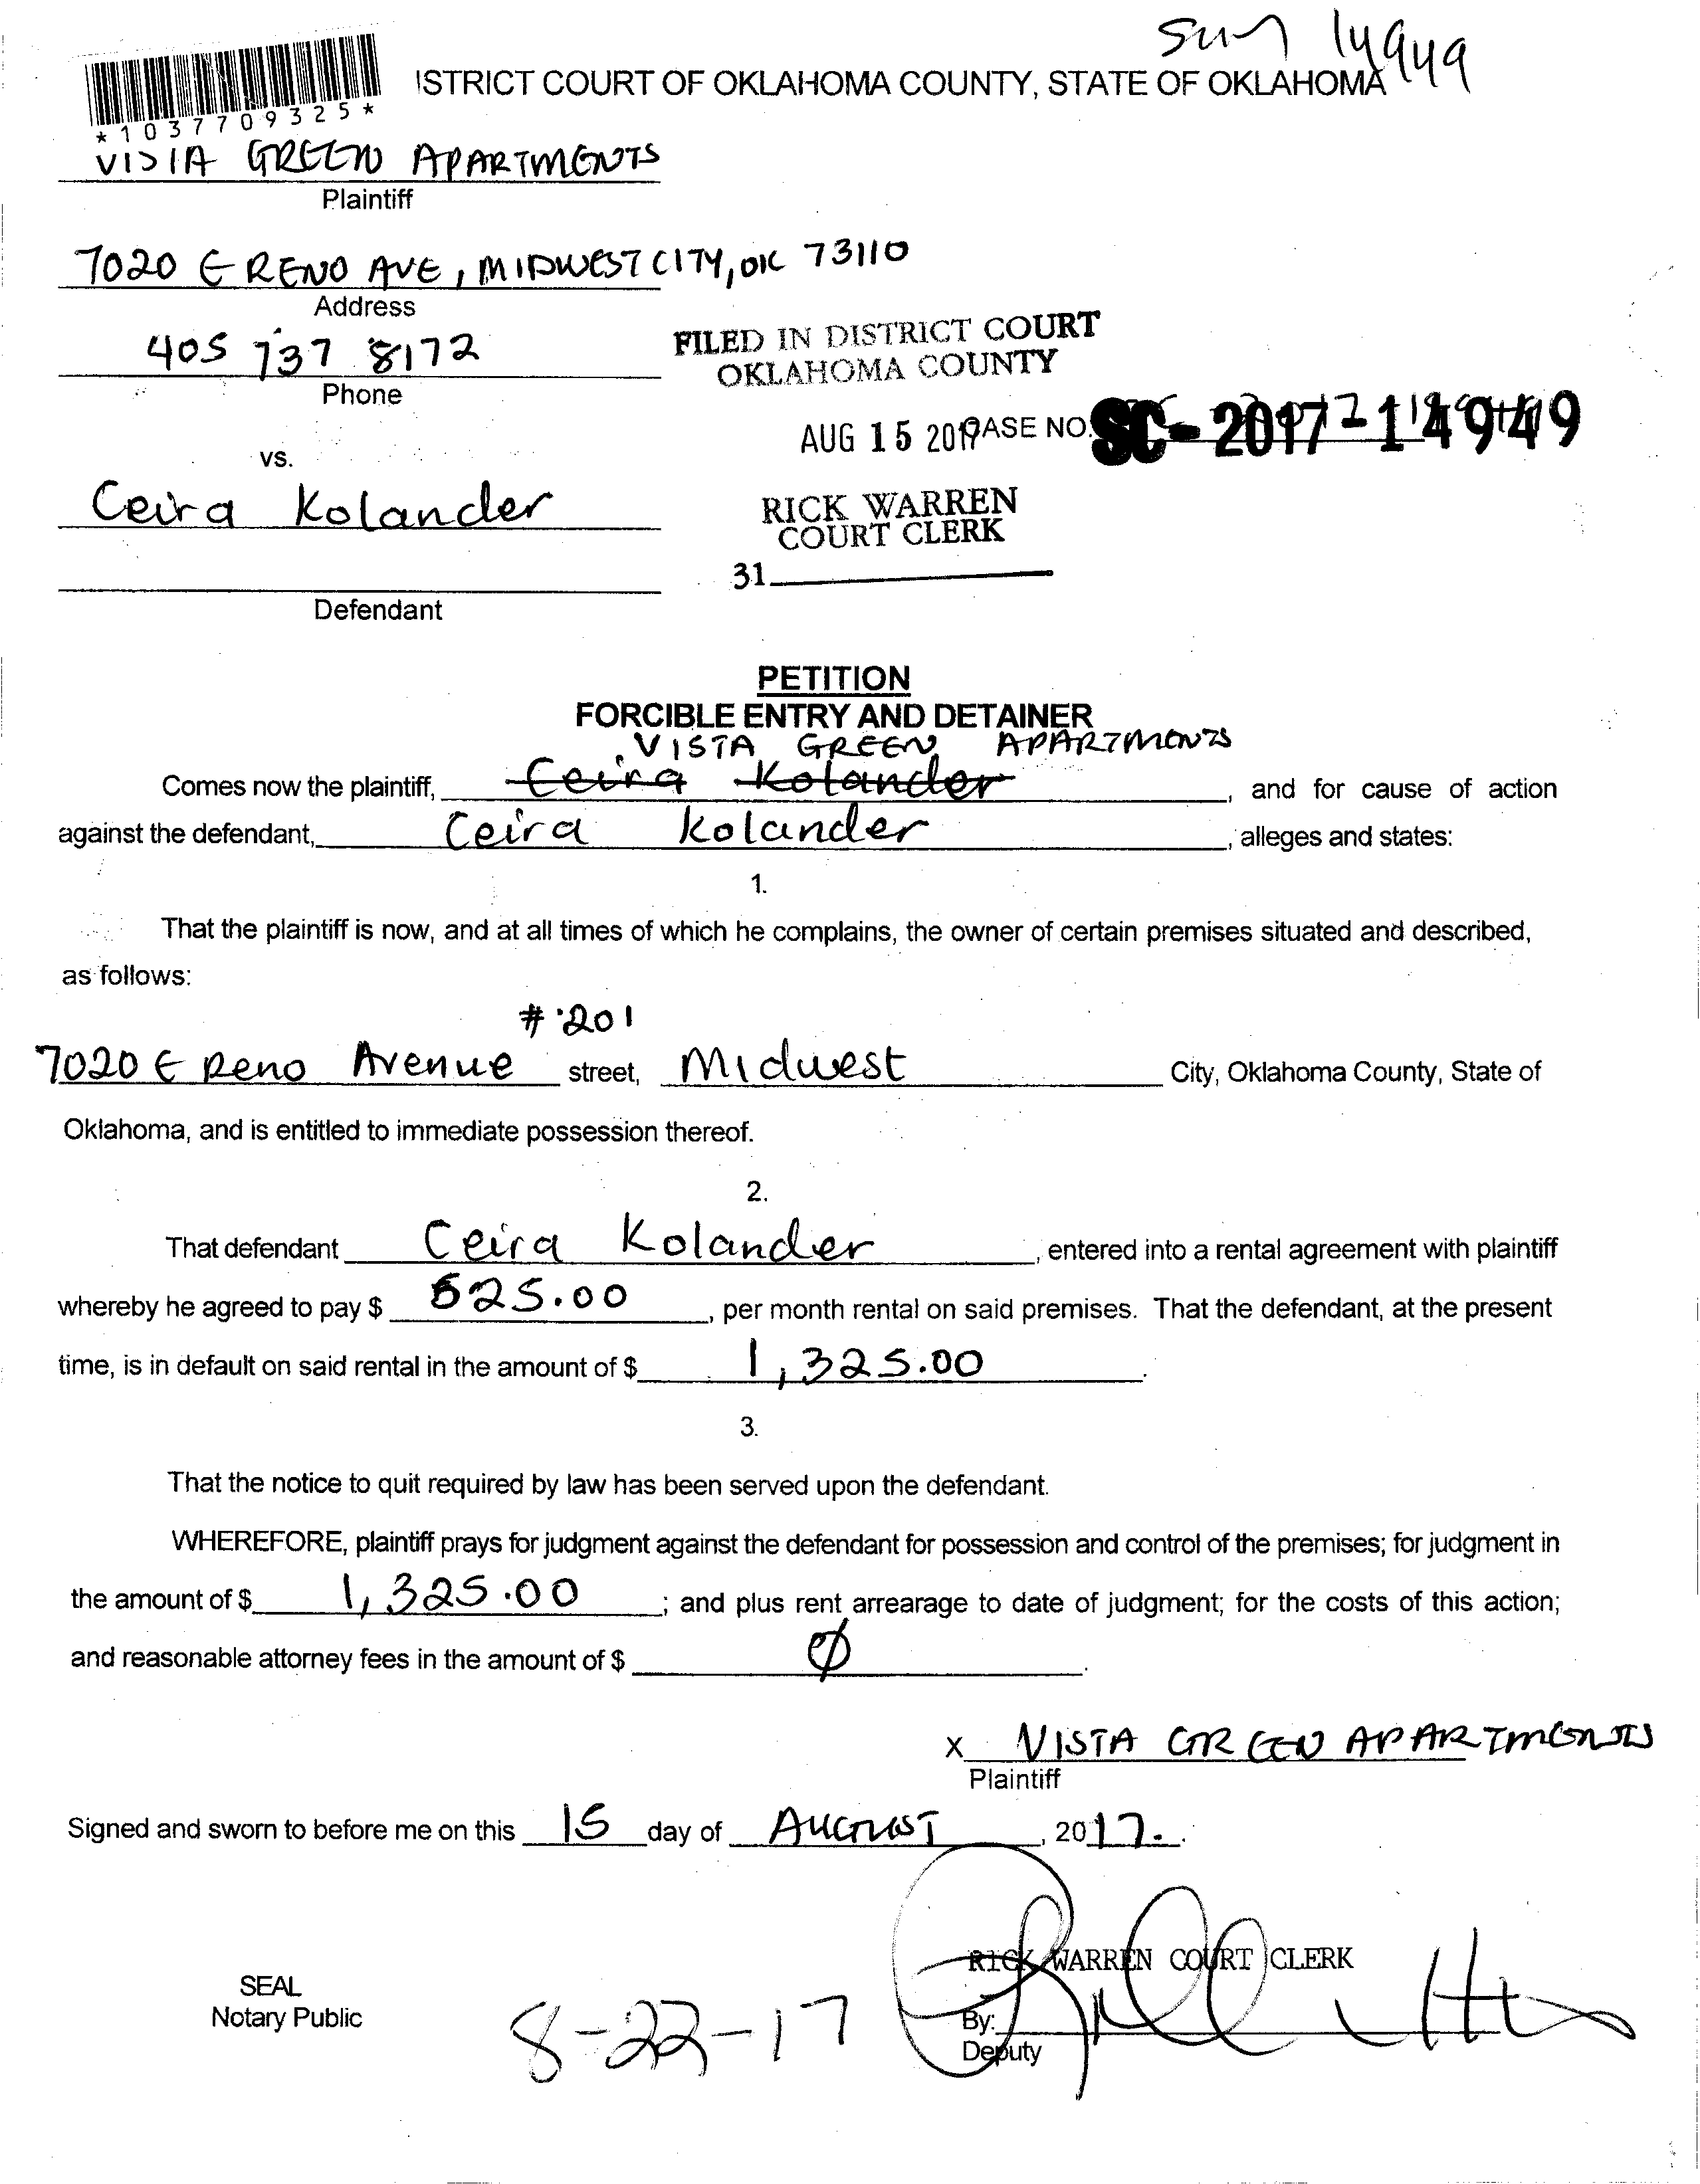 14949
ISTRICT COURT OF OKLAHOMA COUNTY, STATE OF OKLAHOMA
*1037709325*
VISTA GREEN APARTMENTS
Plaintiff
7020 E RENO AVE, MIDWEST CITY, OK 73110
Address
405 737 8172
Phone
FILED IN DISTRICT COURT
OKLAHOMA COUNTY
AUG 15 2017 CASE NO. SC-2017-14949
vs.
Ceira Kolander
RICK WARREN
COURT CLERK
31
Defendant
PETITION
FORCIBLE ENTRY AND DETAINER
VISTA GREEN APARTMENTS
Comes now the plaintiff, Ceira Kolander, and for cause of action
against the defendant, Ceira Kolander, alleges and states:
1.
That the plaintiff is now, and at all times of which he complains, the owner of certain premises situated and described,
as follows:
#201
7020 E Reno Avenue street, Midwest City, Oklahoma County, State of
Oklahoma, and is entitled to immediate possession thereof.
2.
That defendant Ceira Kolander, entered into a rental agreement with plaintiff
whereby he agreed to pay $ 625.00, per month rental on said premises. That the defendant, at the present
time, is in default on said rental in the amount of $ 1,325.00.
3.
That the notice to quit required by law has been served upon the defendant.
WHEREFORE, plaintiff prays for judgment against the defendant for possession and control of the premises; for judgment in
the amount of $ 1,325.00; and plus rent arrearage to date of judgment; for the costs of this action;
and reasonable attorney fees in the amount of $ Ø.
X VISTA GREEN APARTMENTS
Plaintiff
Signed and sworn to before me on this 15 day of AUGUST, 2017.
RICK WARREN COURT CLERK
SEAL
Notary Public
8-22-17
By:
Deputy